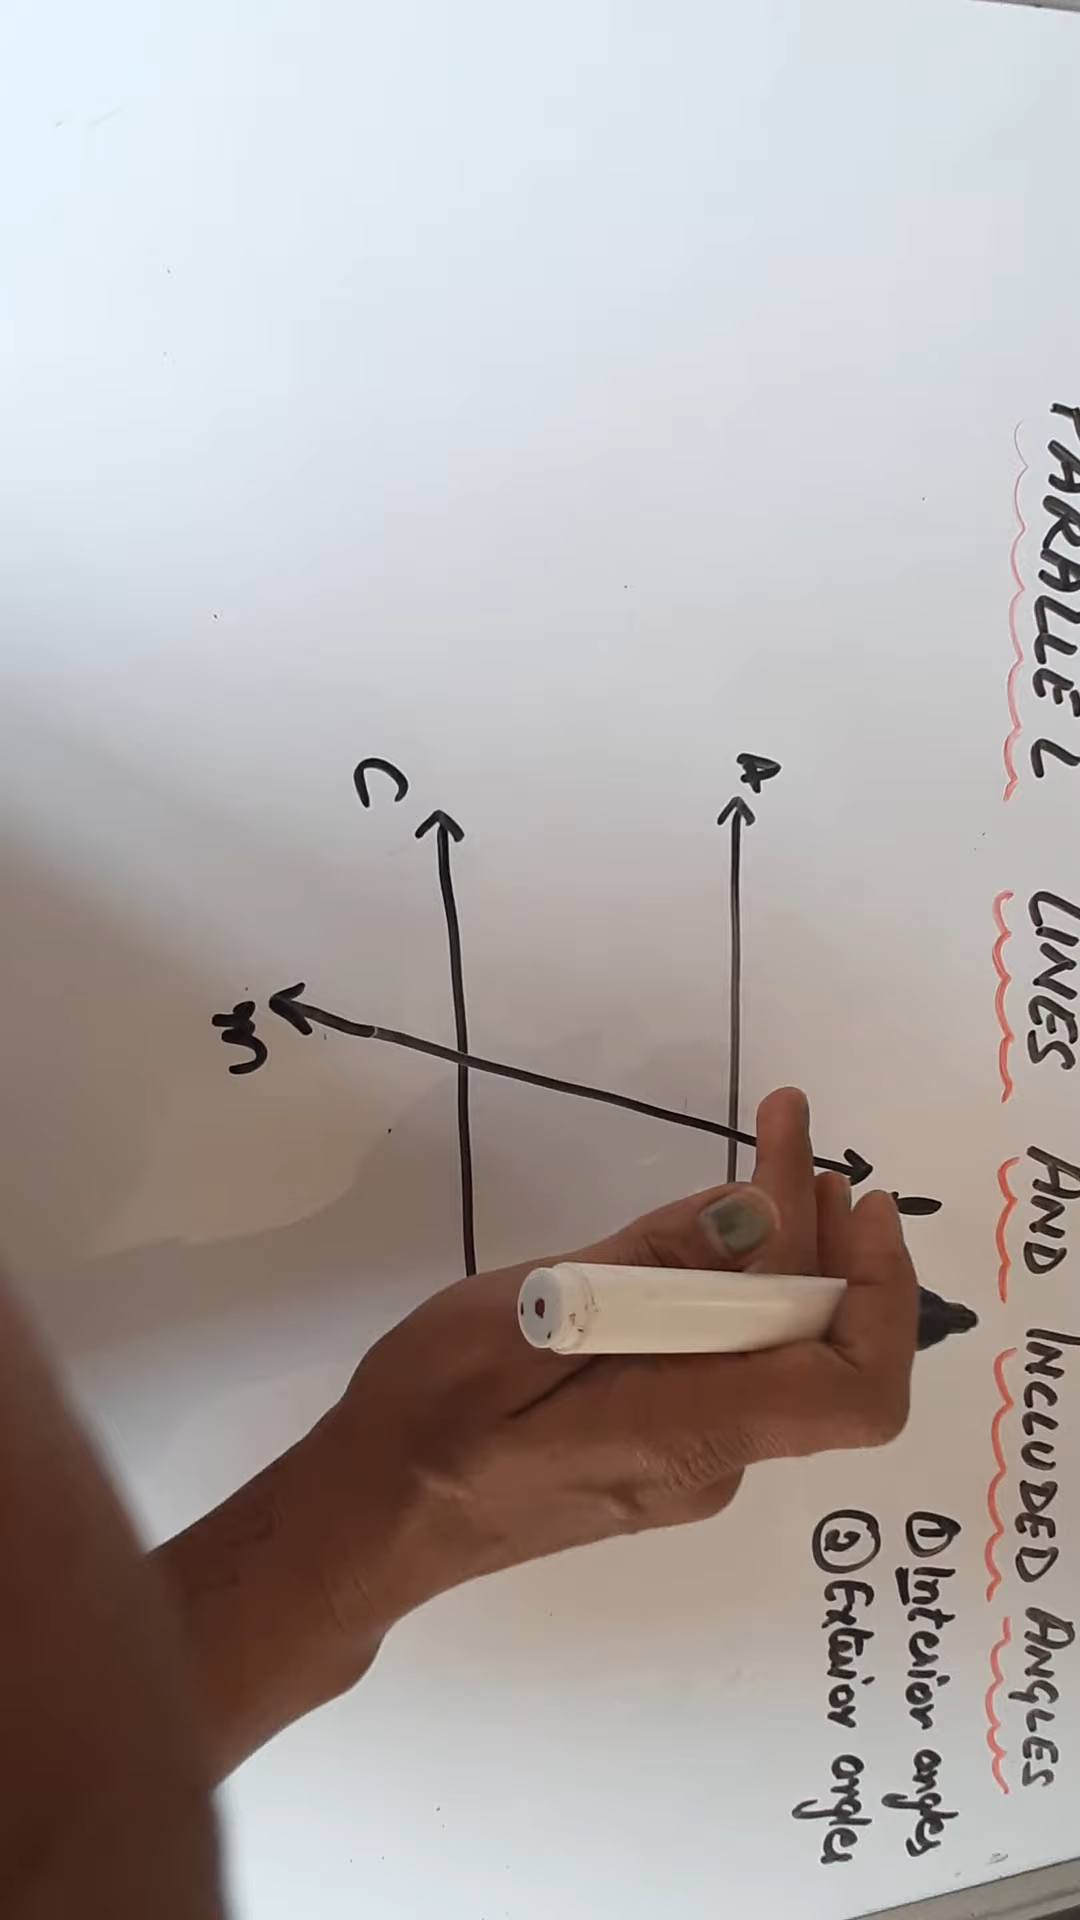 PARALLEL LINES AND INCLUDED ANGLES
① Interior angles
② Exterior angles
A
C
m